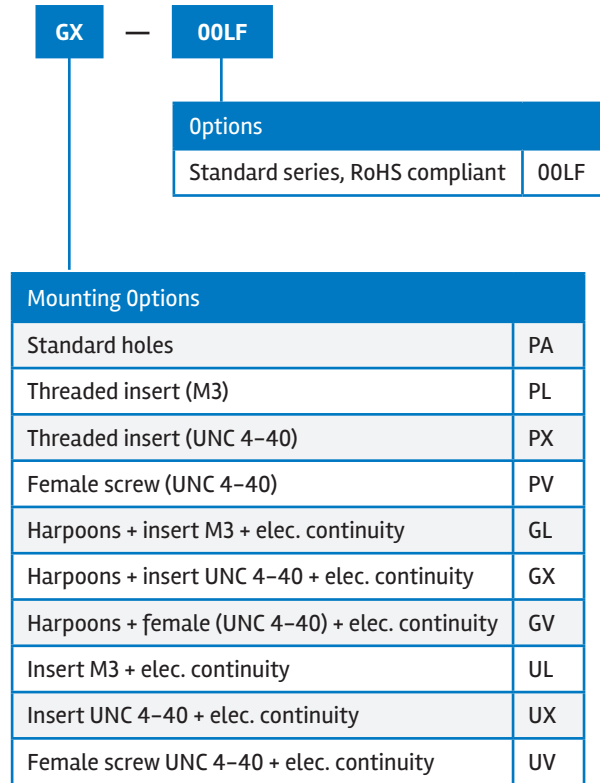 GX — 00LF
Options
Standard series, RoHS compliant 00LF
Mounting Options
Standard holes PA
Threaded insert (M3) PL
Threaded insert (UNC 4–40) PX
Female screw (UNC 4–40) PV
Harpoons + insert M3 + elec. continuity GL
Harpoons + insert UNC 4–40 + elec. continuity GX
Harpoons + female (UNC 4–40) + elec. continuity GV
Insert M3 + elec. continuity UL
Insert UNC 4–40 + elec. continuity UX
Female screw UNC 4–40 + elec. continuity UV